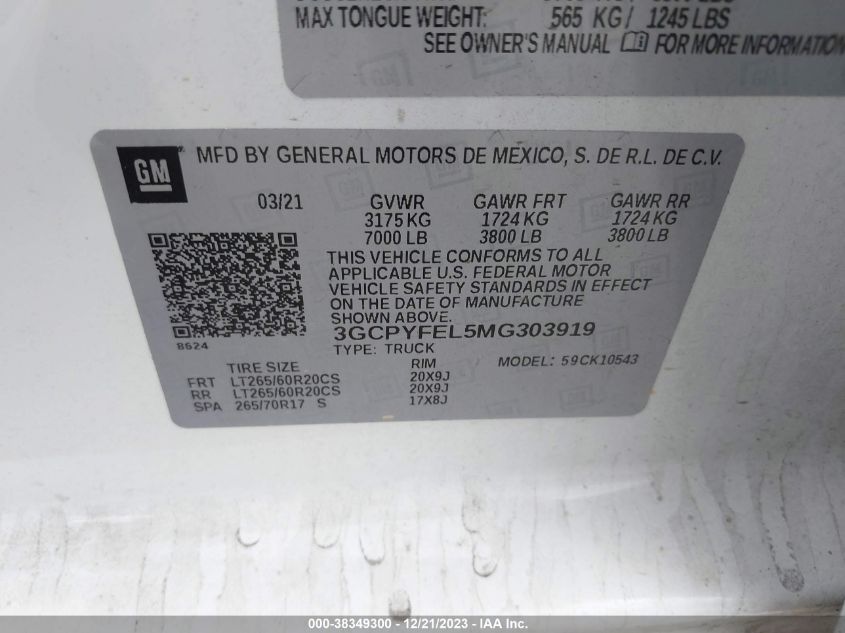 MAX TONGUE WEIGHT: 565 KG/ 1245 LBS
SEE OWNER'S MANUAL FOR MORE INFORMATION
GM
MFD BY GENERAL MOTORS DE MEXICO, S. DE R.L. DE C.V.
03/21 GVWR GAWR FRT GAWR RR
3175 KG 1724 KG 1724 KG
7000 LB 3800 LB 3800 LB
THIS VEHICLE CONFORMS TO ALL
APPLICABLE U.S. FEDERAL MOTOR
VEHICLE SAFETY STANDARDS IN EFFECT
ON THE DATE OF MANUFACTURE
SHOWN ABOVE.
8624
3GCPYFEL5MG303919
TYPE: TRUCK MODEL: 59CK10543
TIRE SIZE RIM
FRT LT265/60R20CS 20X9J
RR LT265/60R20CS 20X9J
SPA 265/70R17 S 17X8J
000-38349300 - 12/21/2023 - IAA Inc.